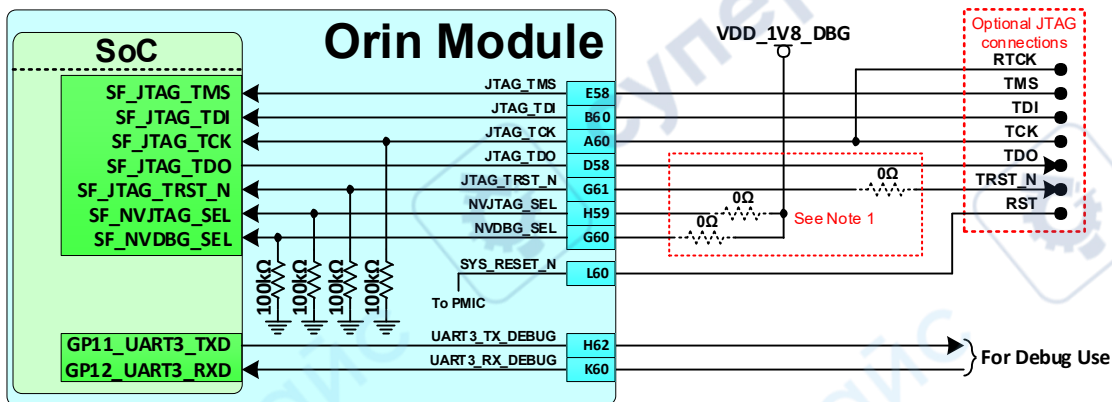 Orin Module
SoC
VDD_1V8_DBG
Optional JTAG
connections
SF_JTAG_TMS
JTAG_TMS
E58
RTCK
TMS
SF_JTAG_TDI
JTAG_TDI
B60
TDI
SF_JTAG_TCK
JTAG_TCK
A60
TCK
SF_JTAG_TDO
JTAG_TDO
D58
TDO
SF_JTAG_TRST_N
JTAG_TRST_N
G61
0Ω
TRST_N
SF_NVJTAG_SEL
NVJTAG_SEL
H59
0Ω
See Note 1
RST
SF_NVDBG_SEL
NVDBG_SEL
G60
0Ω
100kΩ
100kΩ
100kΩ
100kΩ
SYS_RESET_N
L60
To PMIC
GP11_UART3_TXD
UART3_TX_DEBUG
H62
GP12_UART3_RXD
UART3_RX_DEBUG
K60
For Debug Use